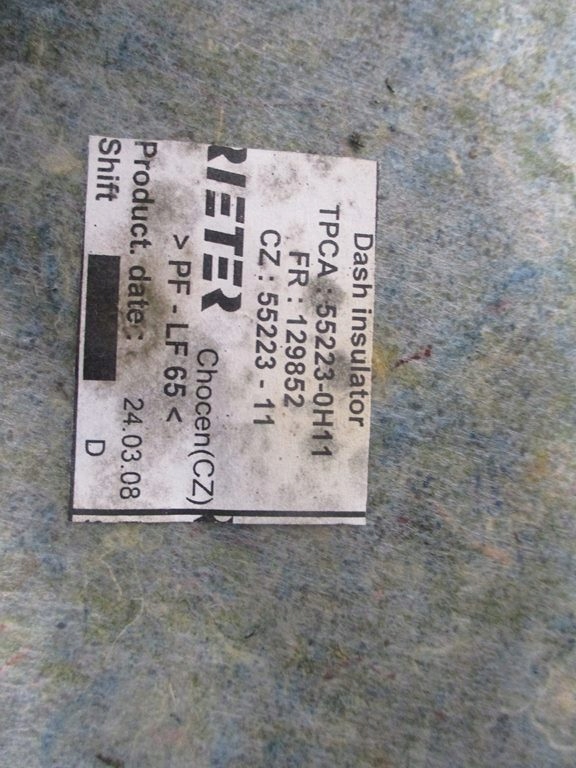 Dash insulator
TPCA : 55223-0H11
FR : 129852
CZ : 55223 - 11
RIETER Chocen(CZ)
> PF - LF 65 <
Product. date : 24.03.08
Shift D